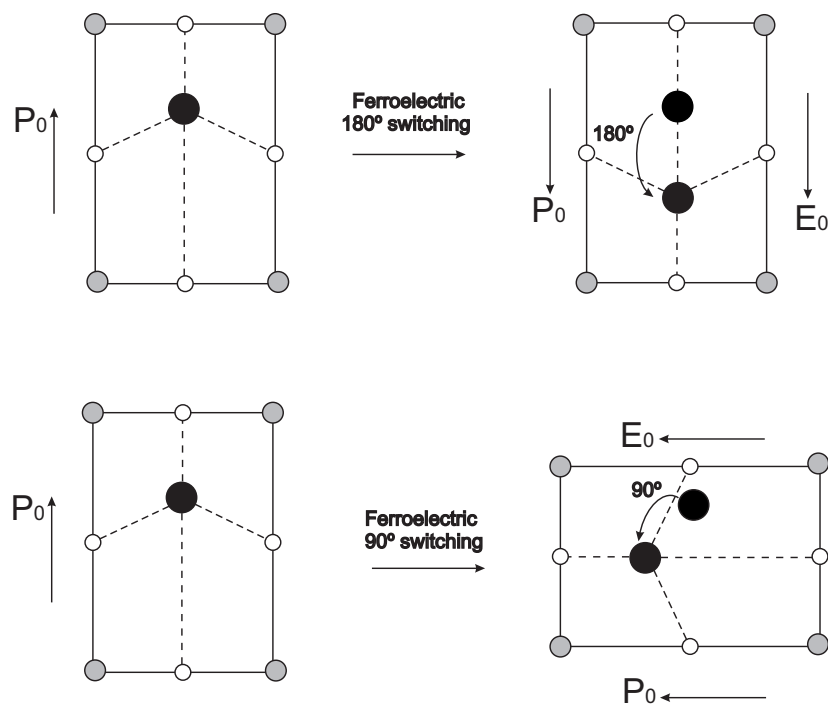 P0
Ferroelectric
180º switching
180º
P0
E0
P0
Ferroelectric
90º switching
E0
90º
P0